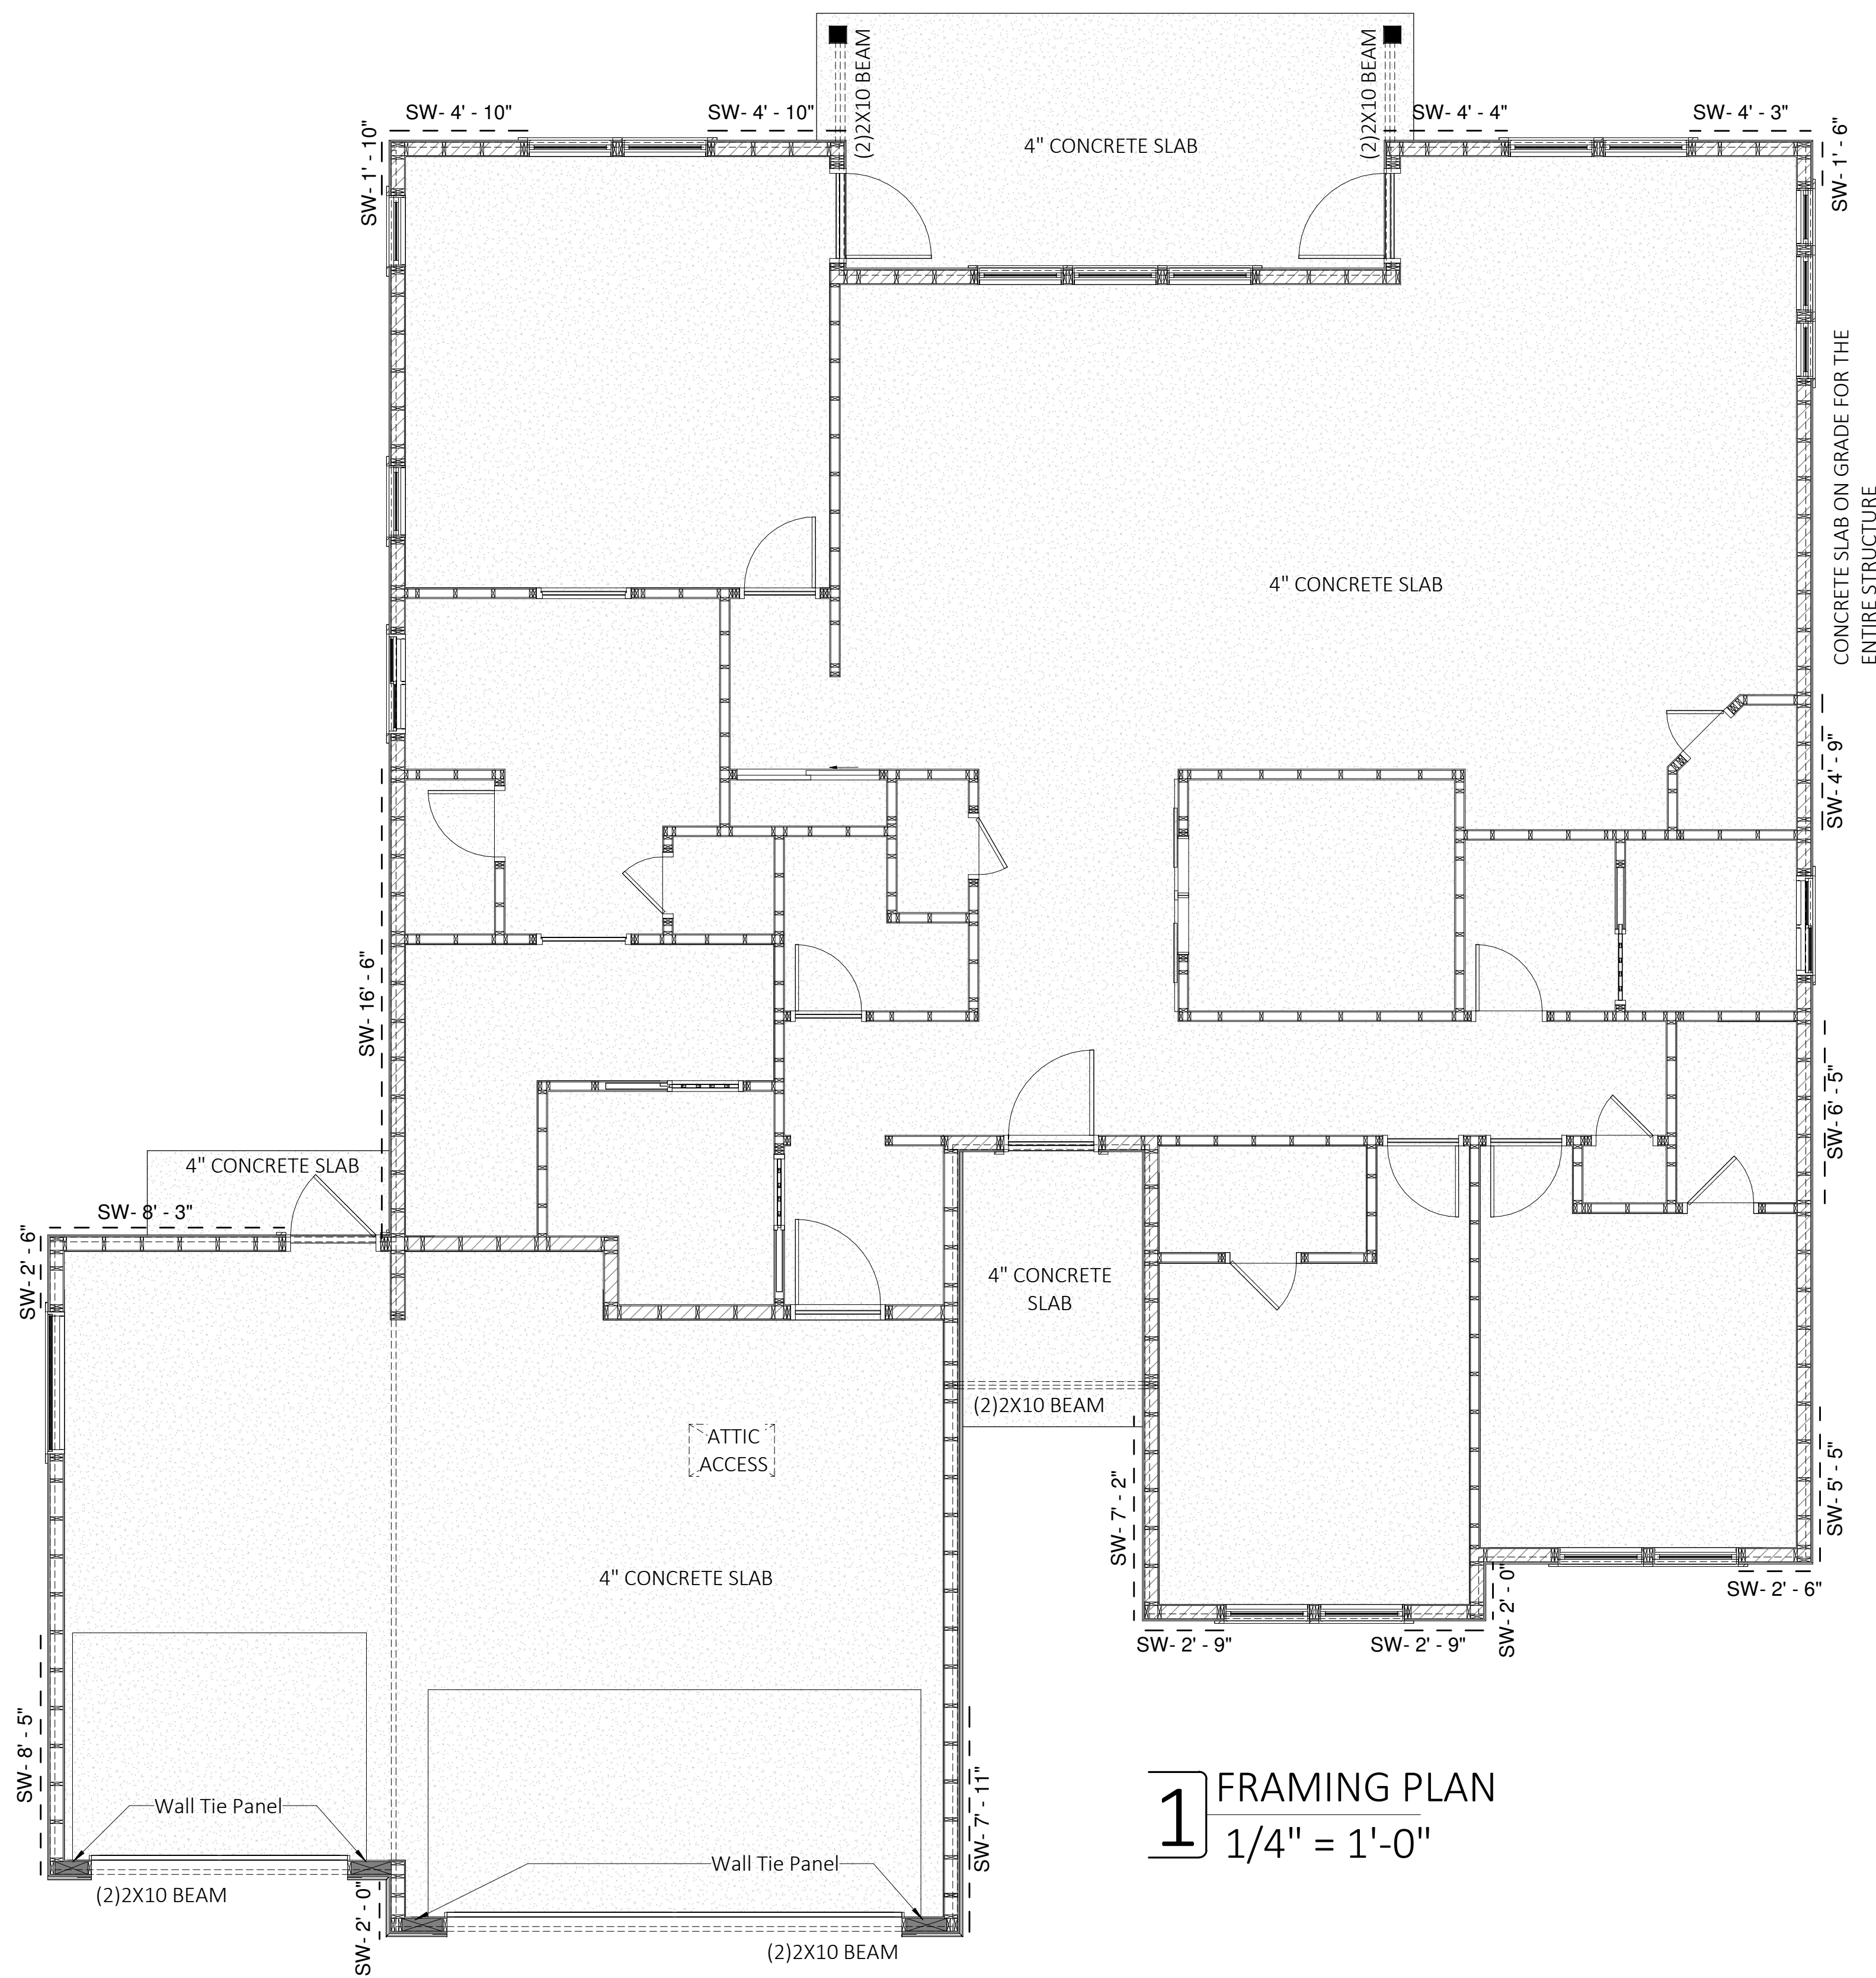 (2)2X10 BEAM
(2)2X10 BEAM
SW- 4' - 10"
SW- 4' - 10"
SW- 4' - 4"
SW- 4' - 3"
SW- 1' - 10"
4" CONCRETE SLAB
SW- 1' - 6"
CONCRETE SLAB ON GRADE FOR THE
ENTIRE STRUCTURE
4" CONCRETE SLAB
SW- 4' - 9"
SW- 16' - 6"
SW- 6' - 5"
4" CONCRETE SLAB
SW- 8' - 3"
SW- 2' - 6"
4" CONCRETE
SLAB
(2)2X10 BEAM
ATTIC
ACCESS
SW- 7' - 2"
SW- 5' - 5"
4" CONCRETE SLAB
SW- 2' - 6"
SW- 2' - 0"
SW- 2' - 9"
SW- 2' - 9"
SW- 8' - 5"
SW- 7' - 11"
Wall Tie Panel
Wall Tie Panel
(2)2X10 BEAM
SW- 2' - 0"
(2)2X10 BEAM
1
FRAMING PLAN
1/4" = 1'-0"